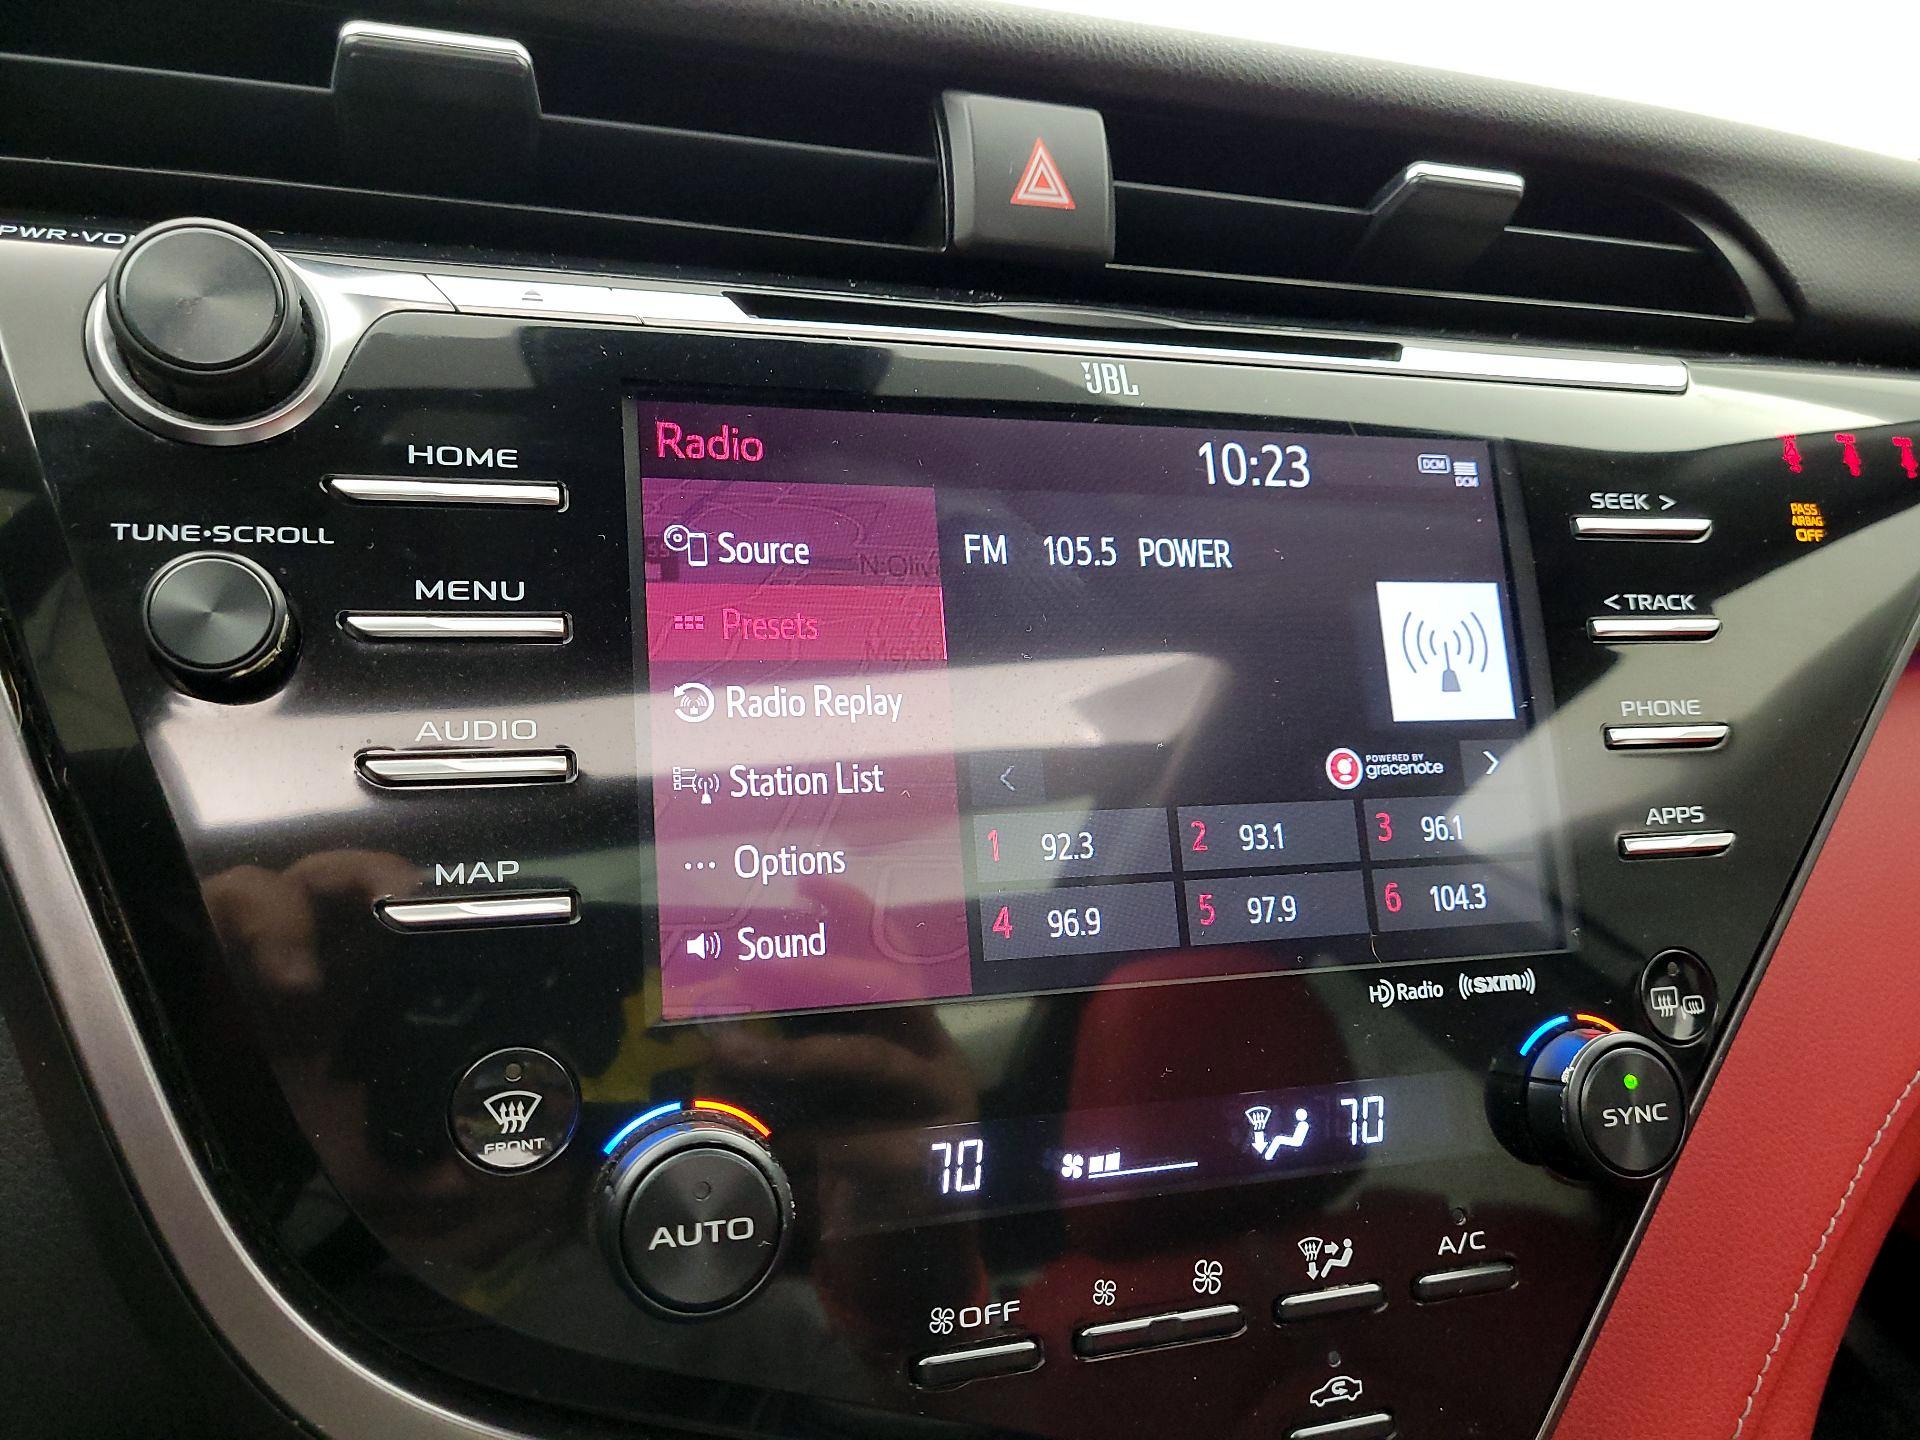 PWR•VO
JBL
HOME
TUNE•SCROLL
MENU
AUDIO
MAP
Radio
10:23
DCM
DCM
Source
Presets
Radio Replay
Station List
... Options
Sound
FM 105.5 POWER
POWERED BY
gracenote
< >
1 92.3
2 93.1
3 96.1
4 96.9
5 97.9
6 104.3
HD Radio
((sxm))
SEEK >
< TRACK
PHONE
APPS
PASS
AIRBAG
OFF
FRONT
AUTO
70
70
SYNC
OFF
A/C